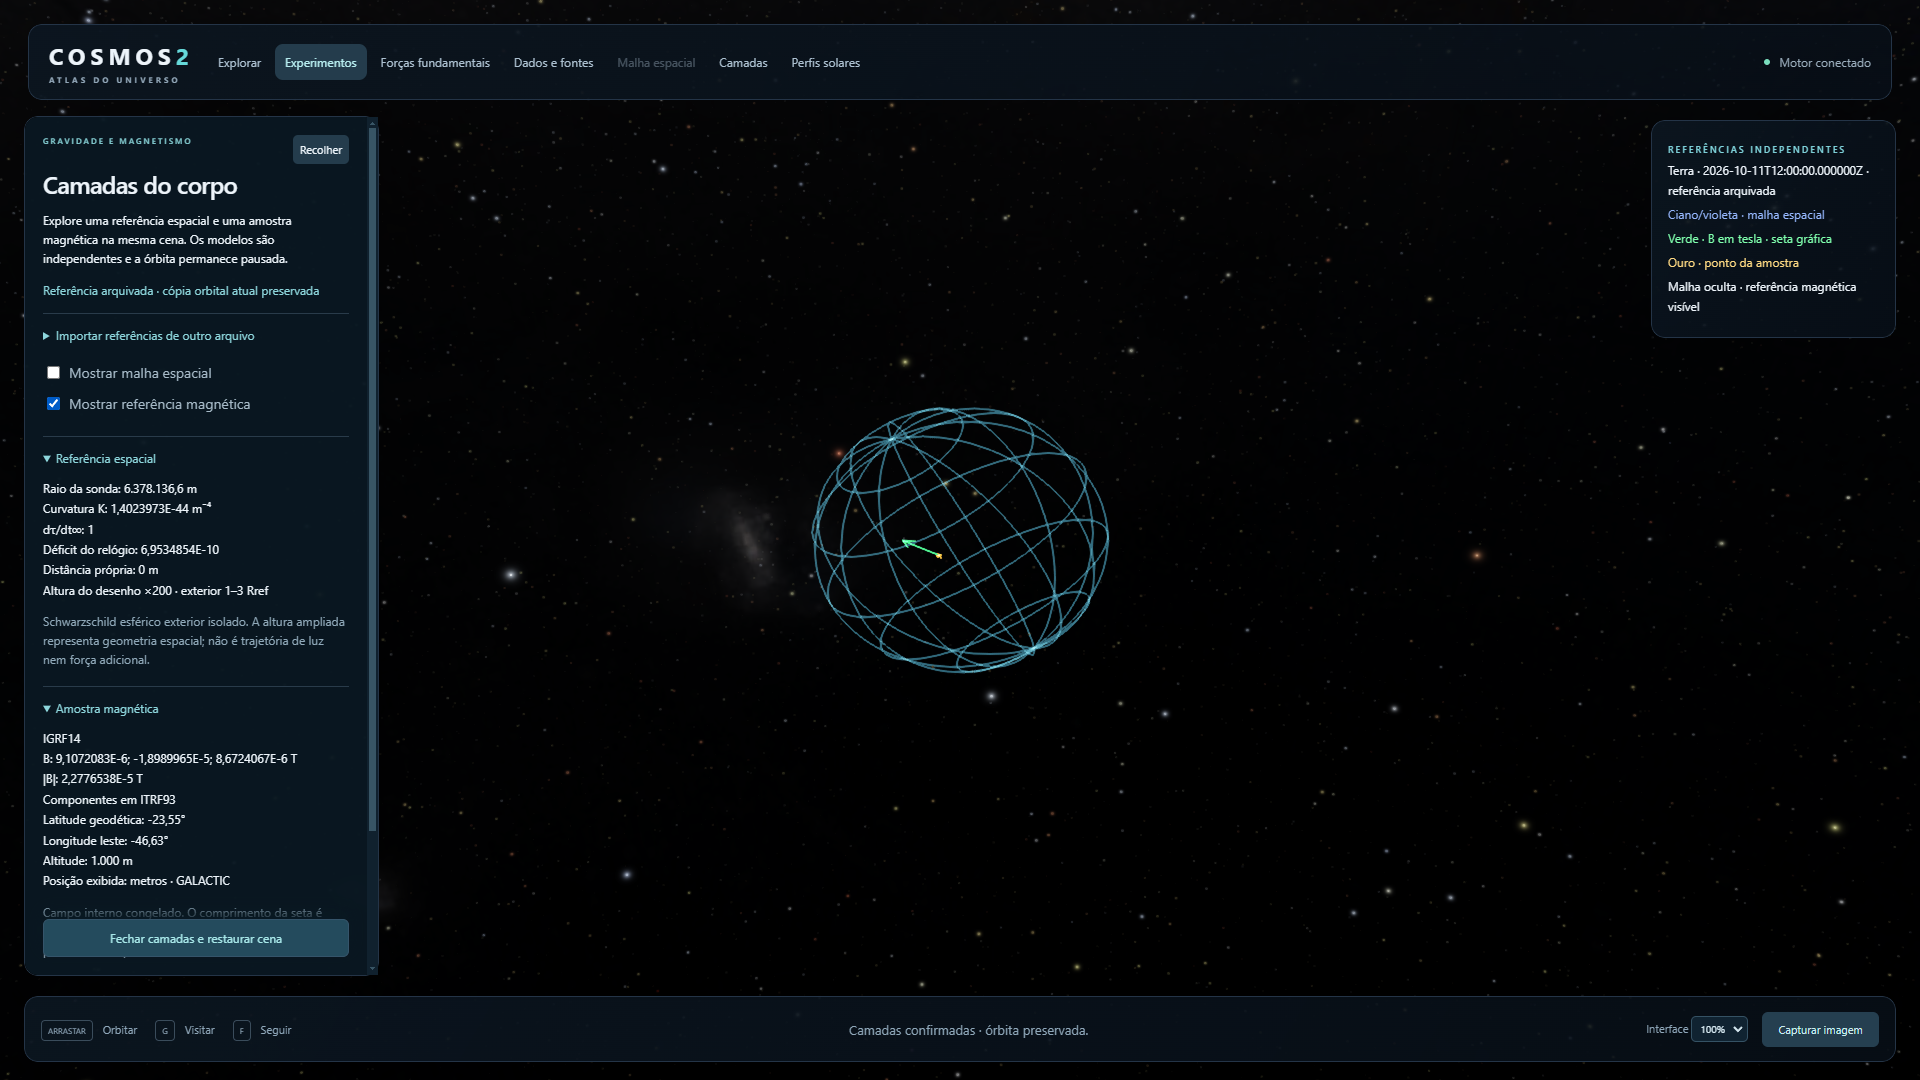 COSMOS2
ATLAS DO UNIVERSO
Explorar
Experimentos
Forças fundamentais
Dados e fontes
Malha espacial
Camadas
Perfis solares
Motor conectado
GRAVIDADE E MAGNETISMO
Recolher
Camadas do corpo
Explore uma referência espacial e uma amostra
magnética na mesma cena. Os modelos são
independentes e a órbita permanece pausada.
Referência arquivada · cópia orbital atual preservada
Importar referências de outro arquivo
Mostrar malha espacial
Mostrar referência magnética
Referência espacial
Raio da sonda: 6.378.136,6 m
Curvatura K: 1,4023973E-44 m⁻⁴
dτ/dt∞: 1
Déficit do relógio: 6,9534854E-10
Distância própria: 0 m
Altura do desenho ×200 · exterior 1–3 Rref
Schwarzschild esférico exterior isolado. A altura ampliada
representa geometria espacial; não é trajetória de luz
nem força adicional.
Amostra magnética
IGRF14
B: 9,1072083E-6; -1,8989965E-5; 8,6724067E-6 T
|B|: 2,2776538E-5 T
Componentes em ITRF93
Latitude geodética: -23,55°
Longitude leste: -46,63°
Altitude: 1.000 m
Posição exibida: metros · GALACTIC
Campo interno congelado. O comprimento da seta é
Fechar camadas e restaurar cena
REFERÊNCIAS INDEPENDENTES
Terra · 2026-10-11T12:00:00.000000Z ·
referência arquivada
Ciano/violeta · malha espacial
Verde · B em tesla · seta gráfica
Ouro · ponto da amostra
Malha oculta · referência magnética
visível
ARRASTAR Orbitar
G Visitar
F Seguir
Camadas confirmadas · órbita preservada.
Interface 100%
Capturar imagem